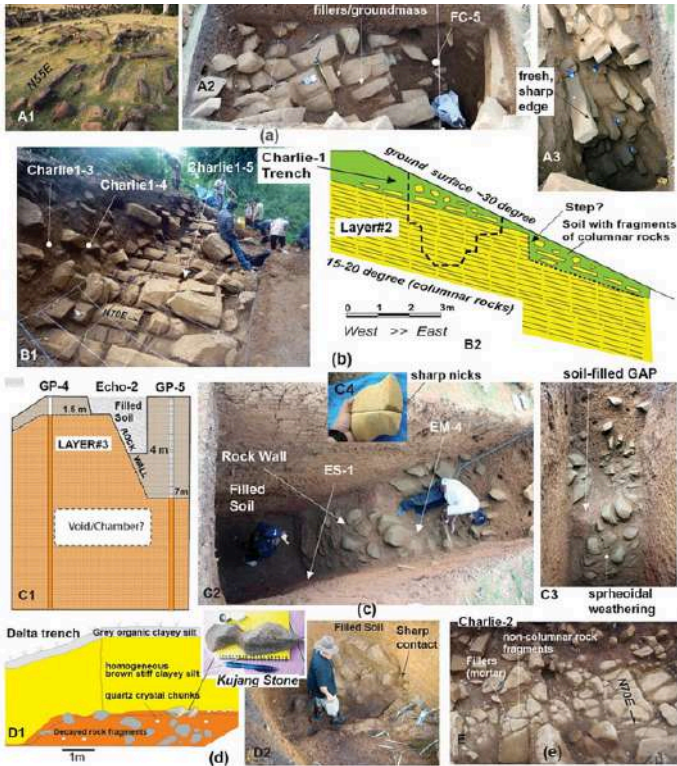 N55E
A1
fillers/groundmass
FC-5
A2
fresh,
sharp
edge
A3
(a)
Charlie1-3
Charlie1-4
Charlie1-5
N70E
B1
Charlie-1
Trench
ground surface ~30 degree
Step?
Soil with fragments
of columnar rocks
Layer#2
15-20 degree (columnar rocks)
0 1 2 3m
West >> East
(b)
B2
GP-4 Echo-2 GP-5
1.5 m
Filled
Soil
LAYER#3
ROCK WALL
4 m
7m
Void/Chamber?
C1
C4
sharp nicks
EM-4
Rock Wall
ES-1
Filled
Soil
C2
(c)
soil-filled GAP
C3
sprheoidal
weathering
Delta trench
Grey organic clayey silt
homogeneous
brown stiff clayey silt
quartz crystal chunks
Decayed rock fragments
D1
1m
Kujang Stone
(d)
Filled Soil
Sharp
contact
D2
Charlie-2
non-columnar rock
fragments
Fillers
(mortar)
N70E
(e)